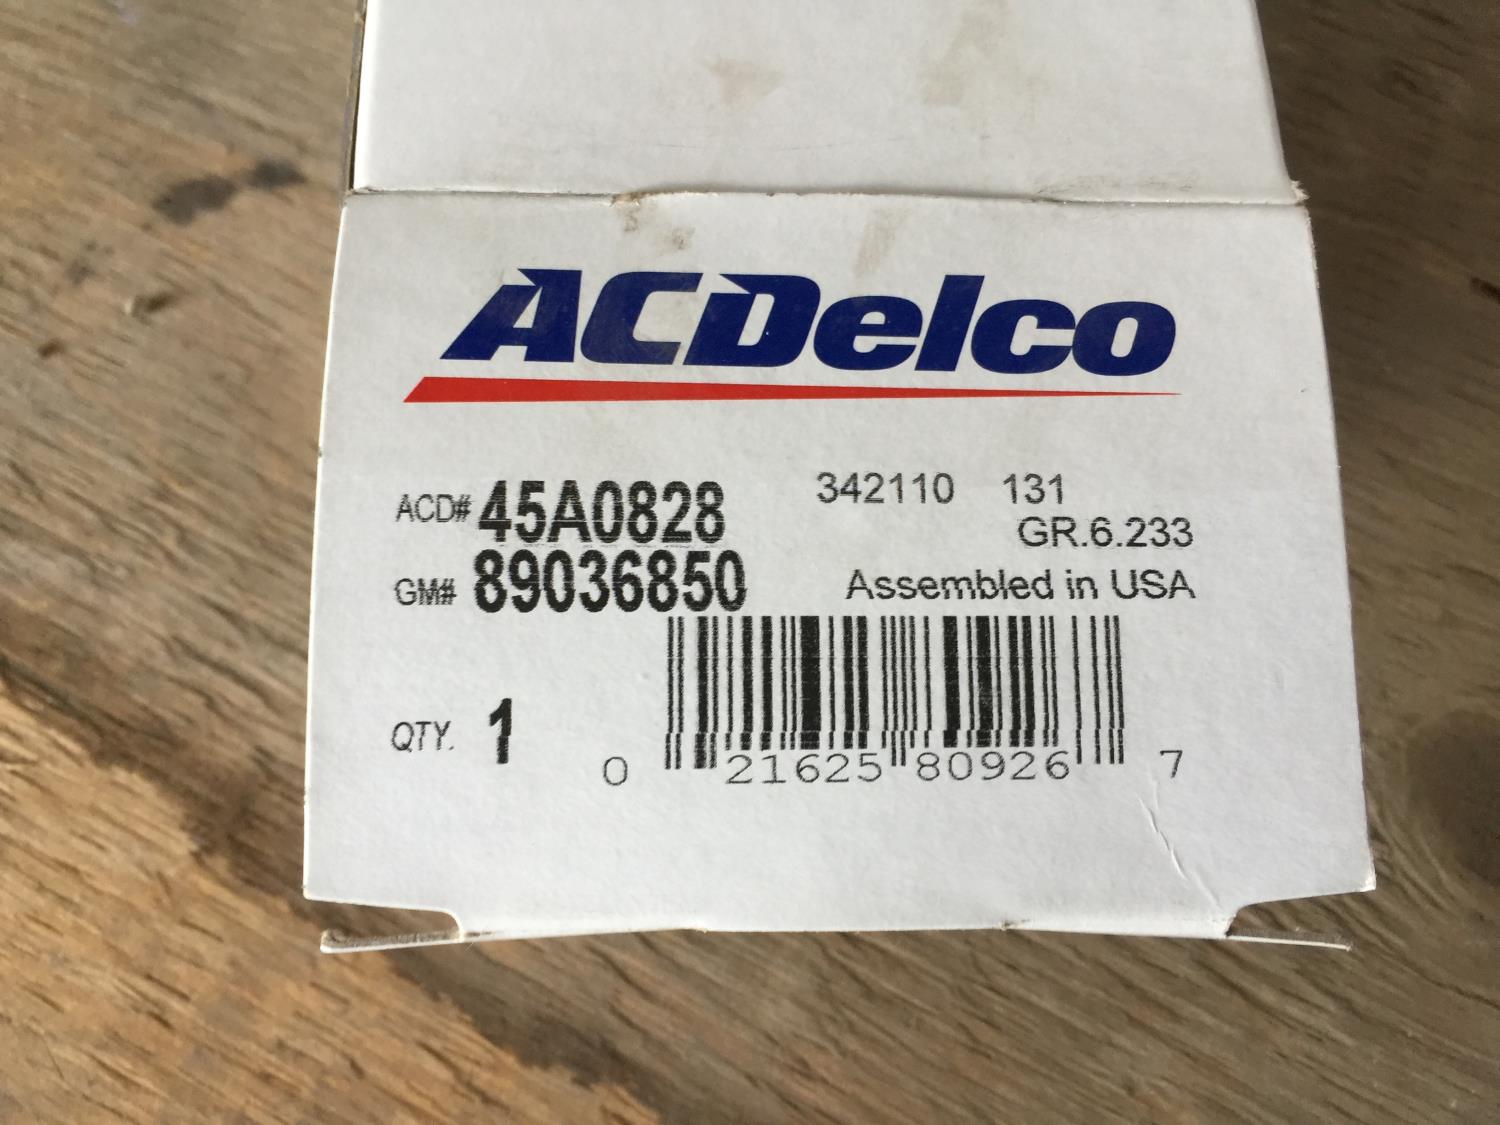 ACDelco
ACD# 45A0828 342110 131
GR.6.233
GM# 89036850 Assembled in USA
QTY. 1
0 21625 80926 7